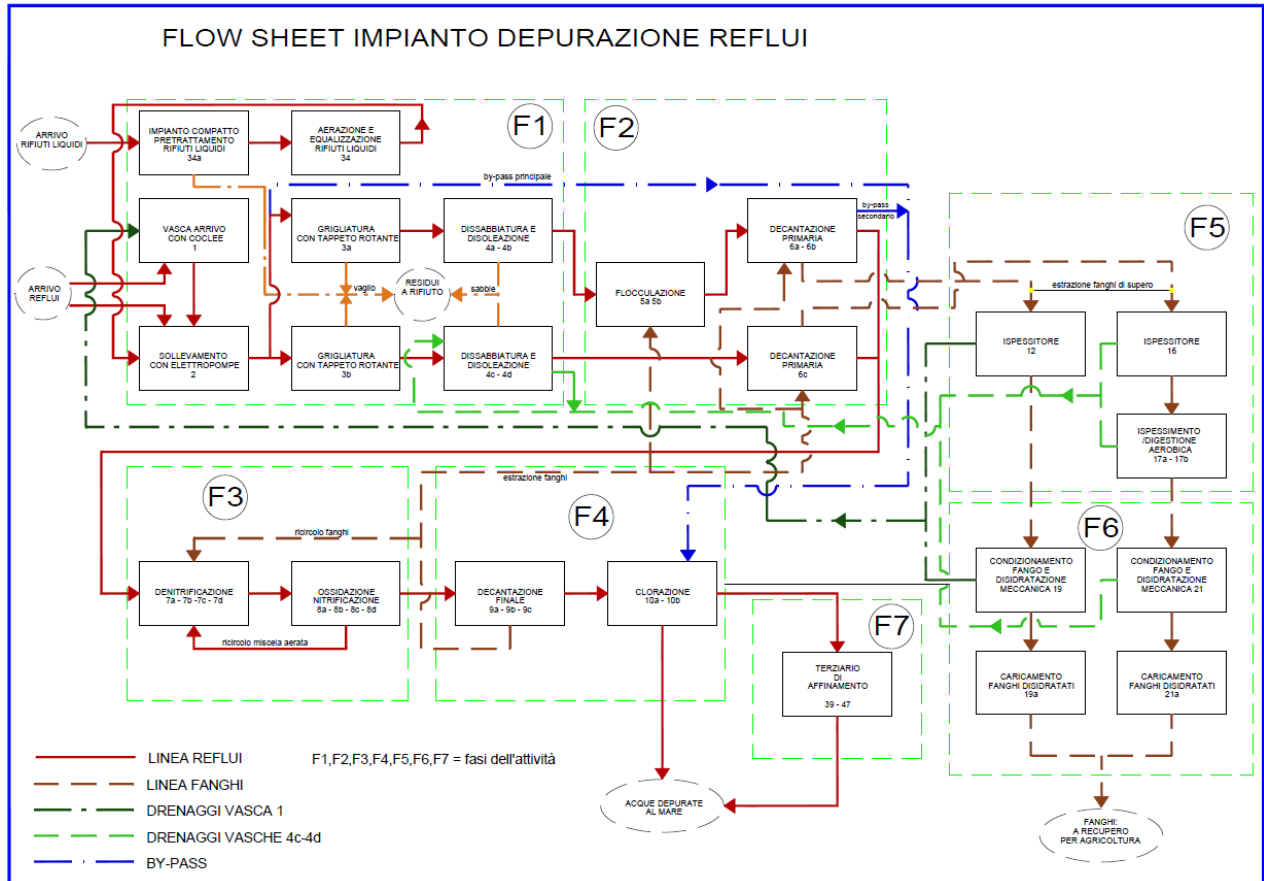 FLOW SHEET IMPIANTO DEPURAZIONE REFLUI
F1
F2
ARRIVO
RIFIUTI LIQUIDI
IMPIANTO COMPATTO
PRETRATTAMENTO
RIFIUTI LIQUIDI
34a
AERAZIONE E
EQUALIZZAZIONE
RIFIUTI LIQUIDI
34
by-pass principale
by-pass
secondario
VASCA ARRIVO
CON COCLEE
1
GRIGLIATURA
CON TAPPETO ROTANTE
3a
DISSABBIATURA E
DISOLEAZIONE
4a - 4b
DECANTAZIONE
PRIMARIA
6a - 6b
F5
ARRIVO
REFLUI
vaglio
RESIDUI
A RIFIUTO
sabbie
FLOCCULAZIONE
5a 5b
estrazione fanghi di supero
SOLLEVAMENTO
CON ELETTROPOMPE
2
GRIGLIATURA
CON TAPPETO ROTANTE
3b
DISSABBIATURA E
DISOLEAZIONE
4c - 4d
DECANTAZIONE
PRIMARIA
6c
ISPESSITORE
12
ISPESSITORE
16
ISPESSIMENTO
/DIGESTIONE
AEROBICA
17a - 17b
F3
estrazione fanghi
F4
F6
ricircolo fanghi
DENITRIFICAZIONE
7a - 7b -7c - 7d
OSSIDAZIONE
NITRIFICAZIONE
8a - 8b - 8c - 8d
DECANTAZIONE
FINALE
9a - 9b - 9c
CLORAZIONE
10a - 10b
CONDIZIONAMENTO
FANGO E
DISIDRATAZIONE
MECCANICA 19
CONDIZIONAMENTO
FANGO E
DISIDRATAZIONE
MECCANICA 21
ricircolo miscela aerata
F7
TERZIARIO
DI
AFFINAMENTO
39 - 47
CARICAMENTO
FANGHI DISIDRATATI
19a
CARICAMENTO
FANGHI DISIDRATATI
21a
LINEA REFLUI
F1,F2,F3,F4,F5,F6,F7 = fasi dell'attività
LINEA FANGHI
DRENAGGI VASCA 1
DRENAGGI VASCHE 4c-4d
BY-PASS
ACQUE DEPURATE
AL MARE
FANGHI:
A RECUPERO
PER AGRICOLTURA